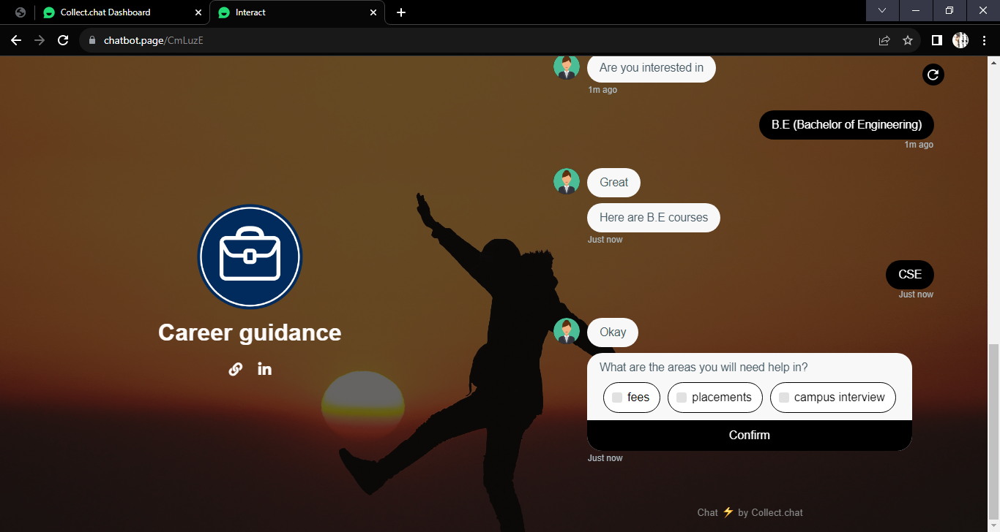 Collect.chat Dashboard
Interact
chatbot.page/CmLuzE
Are you interested in
1m ago
B.E (Bachelor of Engineering)
1m ago
Great
Here are B.E courses
Just now
CSE
Just now
Career guidance
in
Okay
What are the areas you will need help in?
fees placements campus interview
Confirm
Just now
Chat ⚡ by Collect.chat